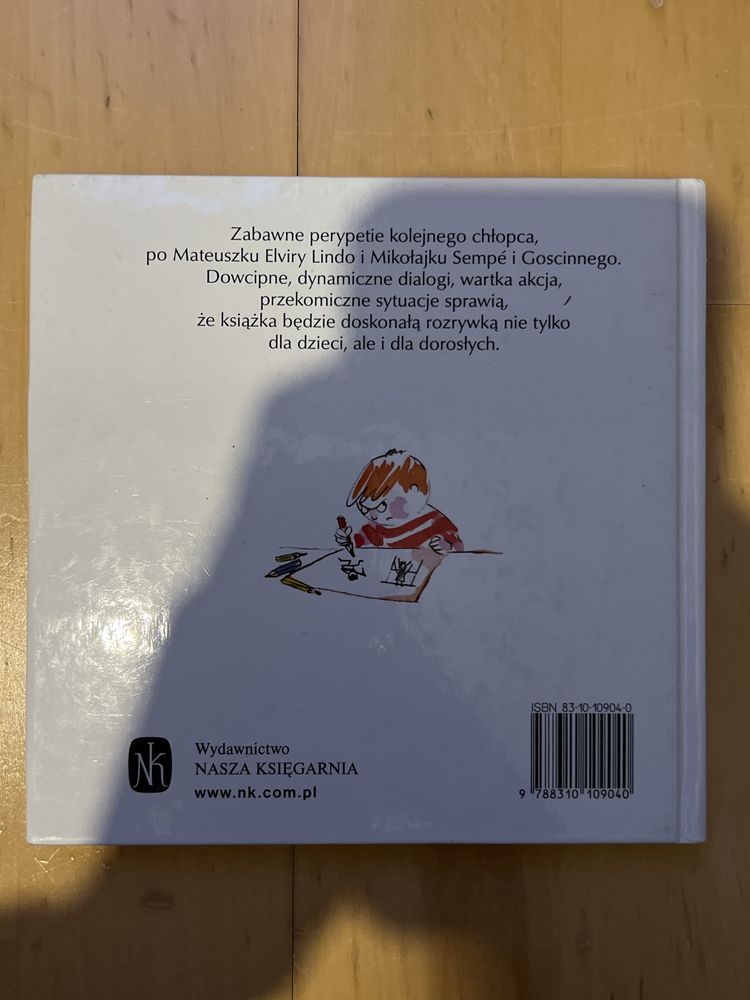 Zabawne perypetie kolejnego chłopca,
po Mateuszku Elviry Lindo i Mikołajku Sempé i Goscinnego.
Dowcipne, dynamiczne dialogi, wartka akcja,
przekomiczne sytuacje sprawią,
że książka będzie doskonałą rozrywką nie tylko
dla dzieci, ale i dla dorosłych.
ISBN 83-10-10904-0
NK
Wydawnictwo
NASZA KSIĘGARNIA
www.nk.com.pl
9 788310 109040